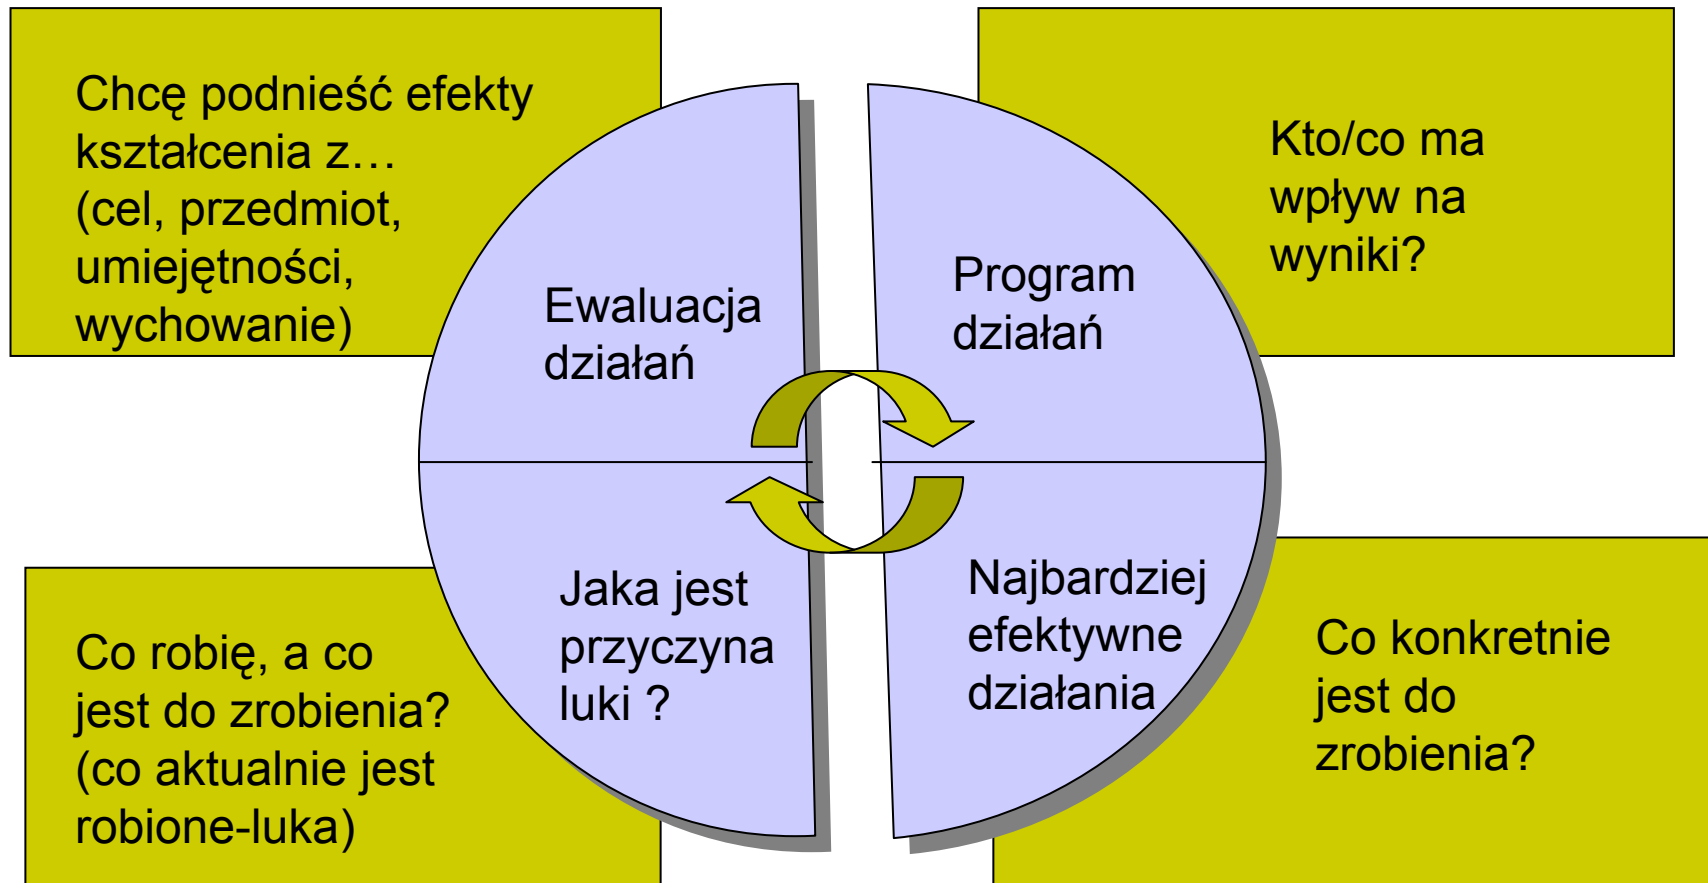 Chcę podnieść efekty
kształcenia z…
(cel, przedmiot,
umiejętności,
wychowanie)
Kto/co ma
wpływ na
wyniki?
Ewaluacja
działań
Program
działań
Jaka jest
przyczyna
luki ?
Najbardziej
efektywne
działania
Co robię, a co
jest do zrobienia?
(co aktualnie jest
robione-luka)
Co konkretnie
jest do
zrobienia?